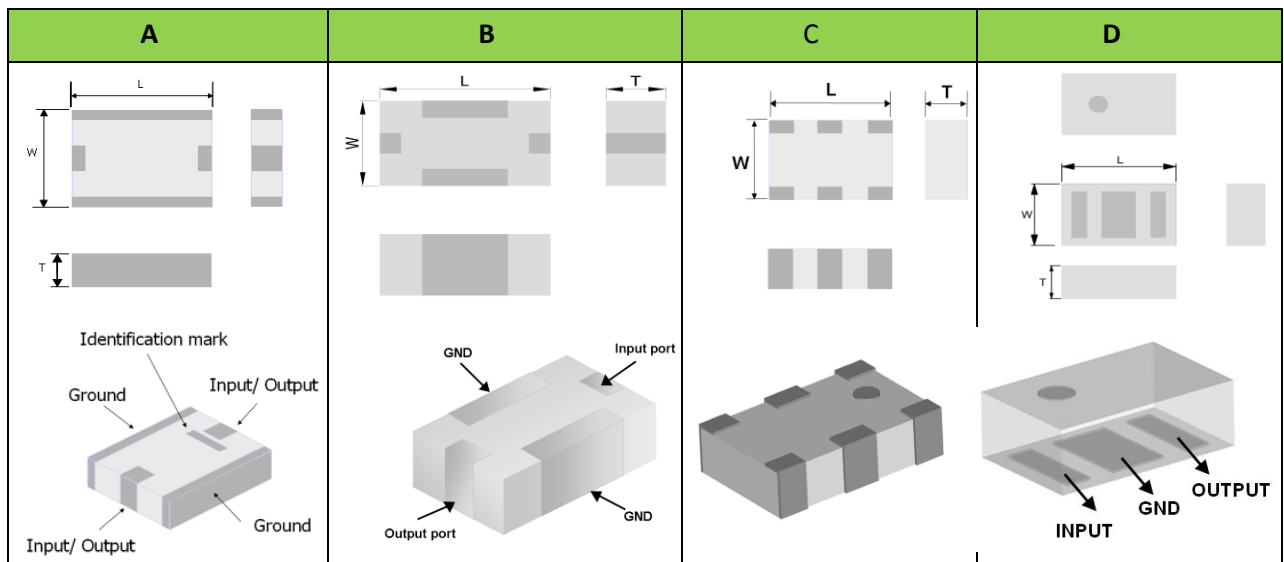 A B C D
L
W
T
Identification mark
Input/ Output
Ground
Ground
Input/ Output
L
T
W
GND
Input port
Output port
GND
L
T
W
L
W
T
OUTPUT
GND
INPUT